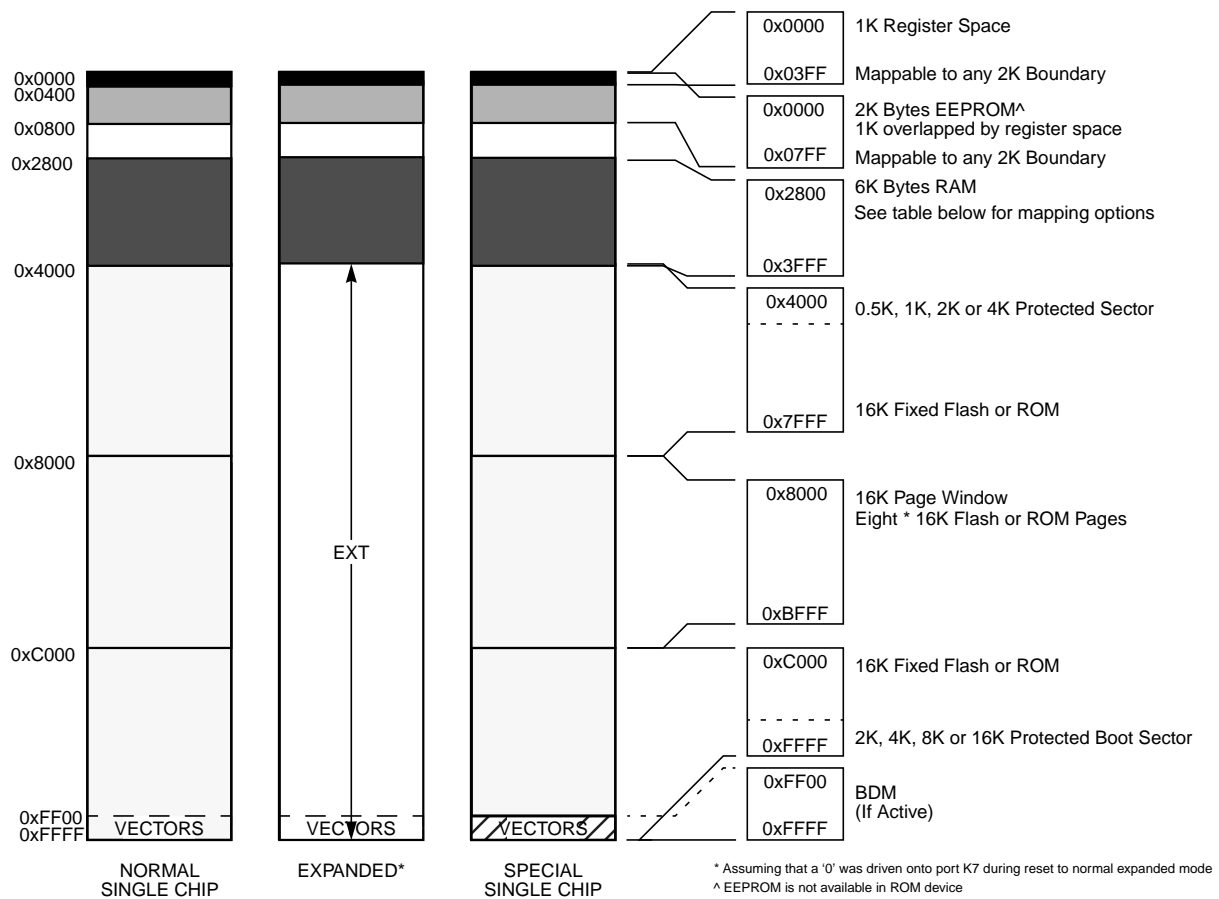 0x0000
0x0400
0x0800
0x2800
0x4000
0x8000
0xC000
0xFF00
0xFFFF
EXT
VECTORS
VECTORS
VECTORS
NORMAL
SINGLE CHIP
EXPANDED*
SPECIAL
SINGLE CHIP
0x0000
1K Register Space
0x03FF
Mappable to any 2K Boundary
0x0000
2K Bytes EEPROM^
1K overlapped by register space
0x07FF
Mappable to any 2K Boundary
0x2800
6K Bytes RAM
See table below for mapping options
0x3FFF
0x4000
0.5K, 1K, 2K or 4K Protected Sector
0x7FFF
16K Fixed Flash or ROM
0x8000
16K Page Window
Eight * 16K Flash or ROM Pages
0xBFFF
0xC000
16K Fixed Flash or ROM
0xFFFF
2K, 4K, 8K or 16K Protected Boot Sector
0xFF00
BDM
(If Active)
0xFFFF
* Assuming that a ‘0’ was driven onto port K7 during reset to normal expanded mode
^ EEPROM is not available in ROM device